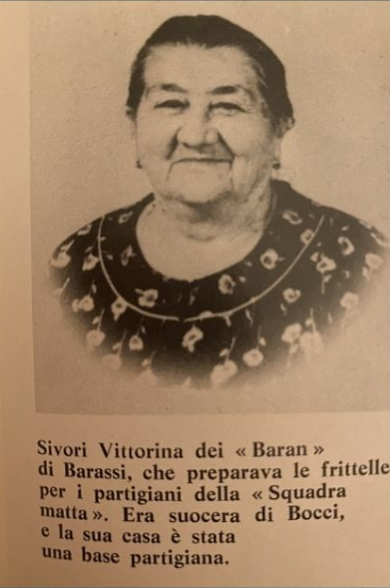 Sivori Vittorina dei « Baran »
di Barassi, che preparava le frittelle
per i partigiani della « Squadra
matta ». Era suocera di Bocci,
e la sua casa è stata
una base partigiana.